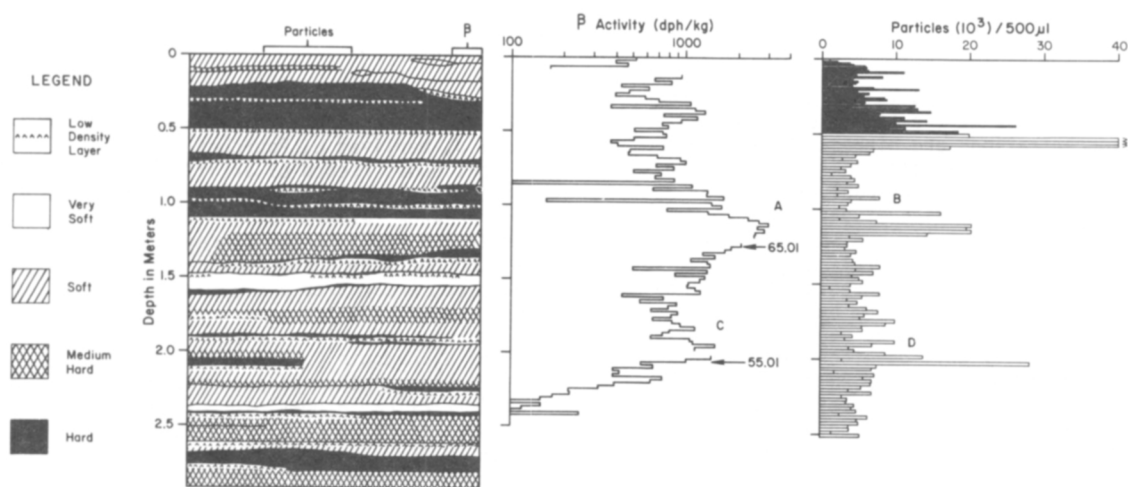 LEGEND
Low
Density
Layer
Very
Soft
Soft
Medium
Hard
Hard
Depth in Meters
0
0.5
1.0
1.5
2.0
2.5
Particles
β
β Activity (dph/kg)
100
1000
A
65.01
C
55.01
Particles (10³)/500µl
0
10
20
30
40
B
D